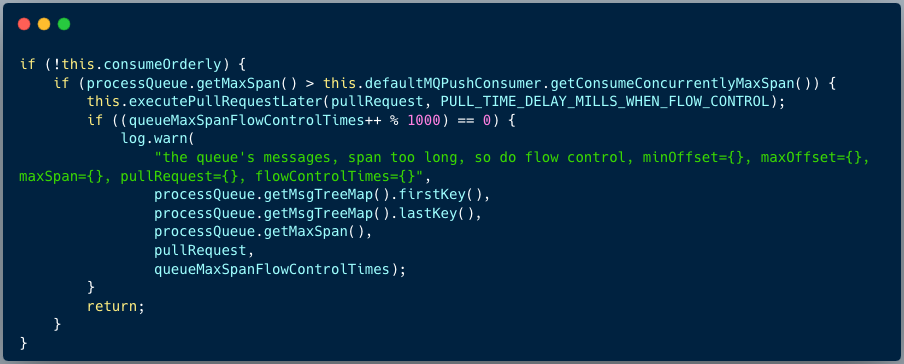 if (!this.consumeOrderly) {
    if (processQueue.getMaxSpan() > this.defaultMQPushConsumer.getConsumeConcurrentlyMaxSpan()) {
        this.executePullRequestLater(pullRequest, PULL_TIME_DELAY_MILLS_WHEN_FLOW_CONTROL);
        if ((queueMaxSpanFlowControlTimes++ % 1000) == 0) {
            log.warn(
                "the queue's messages, span too long, so do flow control, minOffset={}, maxOffset={},
maxSpan={}, pullRequest={}, flowControlTimes={}",
                processQueue.getMsgTreeMap().firstKey(),
                processQueue.getMsgTreeMap().lastKey(),
                processQueue.getMaxSpan(),
                pullRequest,
                queueMaxSpanFlowControlTimes);
        }
        return;
    }
}